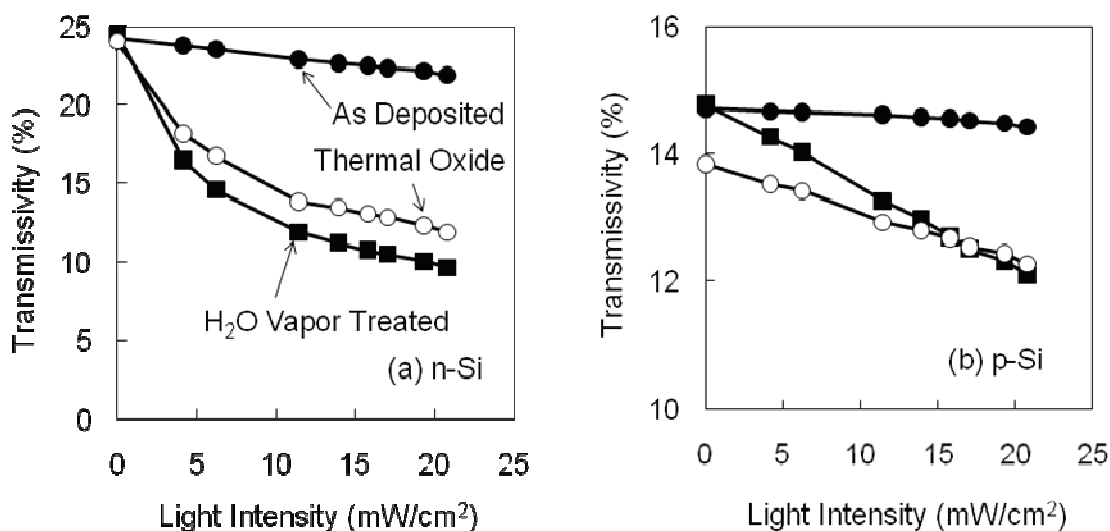 25
20
15
10
5
0
Transmissivity (%)
As Deposited
Thermal Oxide
H₂O Vapor Treated
(a) n-Si
0 5 10 15 20 25
Light Intensity (mW/cm²)
16
14
12
10
Transmissivity (%)
(b) p-Si
0 5 10 15 20 25
Light Intensity (mW/cm²)